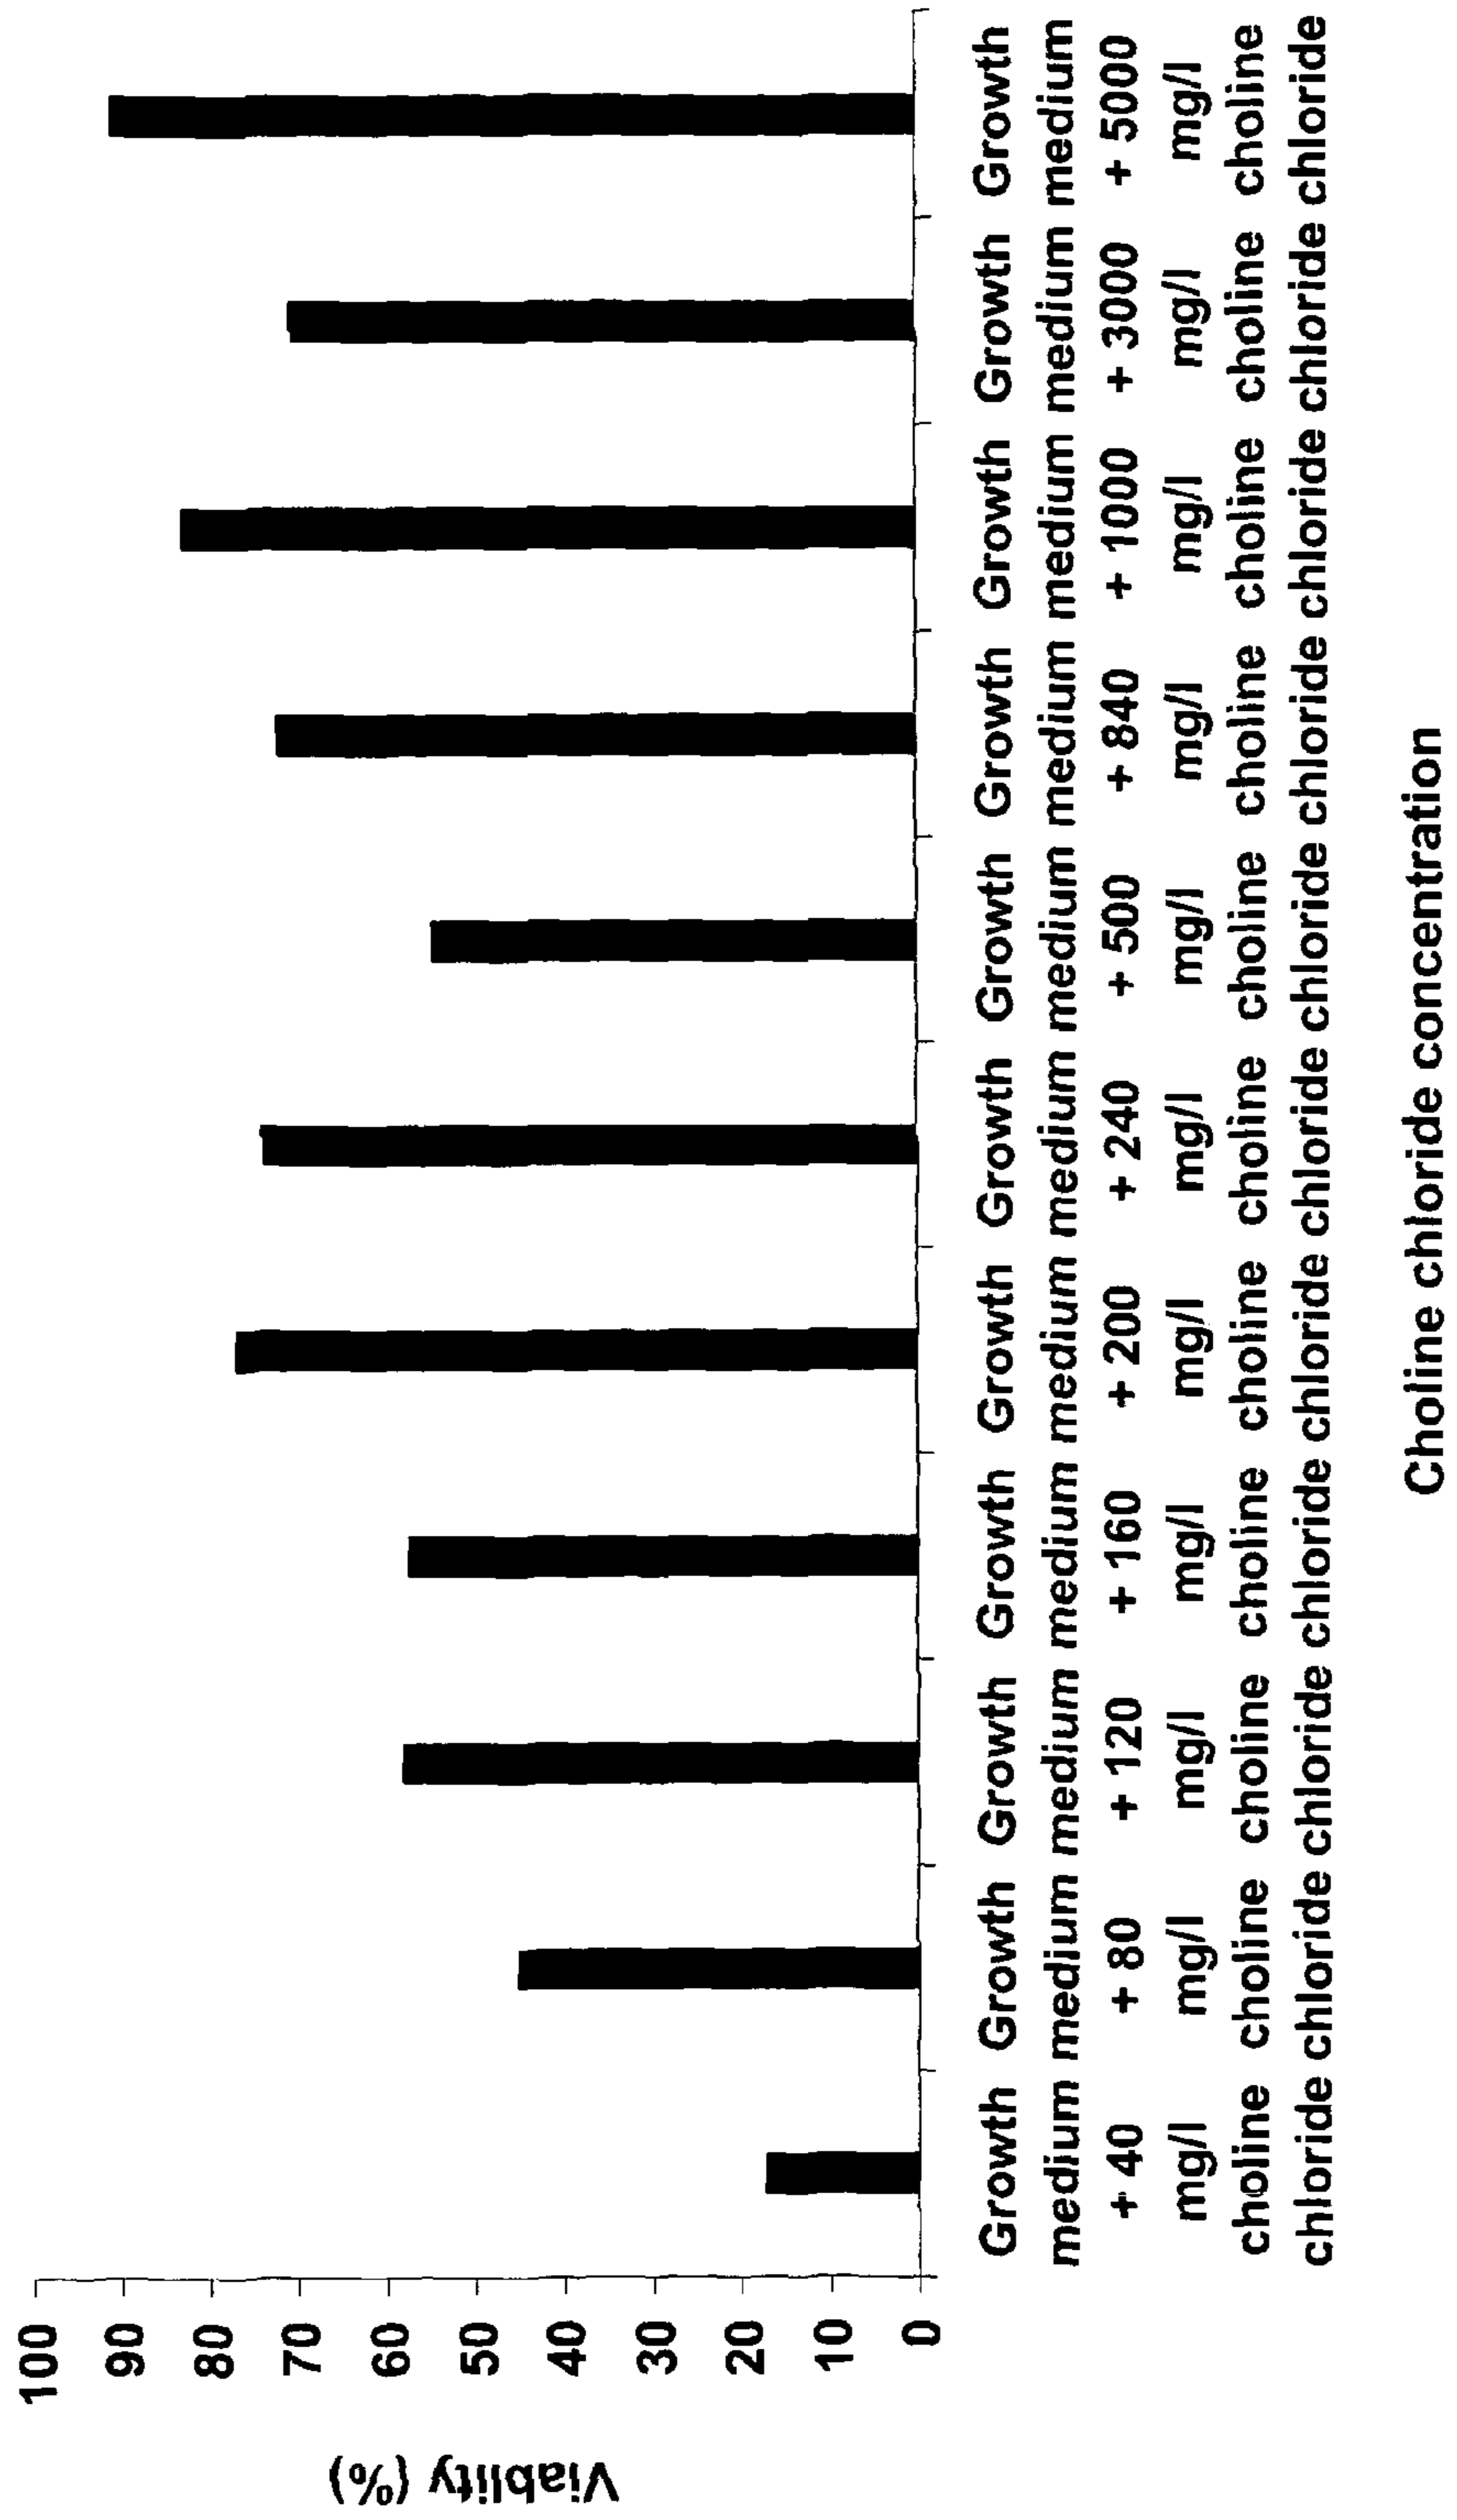 Viability (%)
100
90
80
70
60
50
40
30
20
10
0
Growth Growth Growth Growth Growth Growth Growth Growth Growth Growth Growth
medium medium medium medium medium medium medium medium medium medium medium
+ 40 + 80 + 120 + 160 + 200 + 240 + 500 + 840 + 1000 + 3000 + 5000
mg/l mg/l mg/l mg/l mg/l mg/l mg/l mg/l mg/l mg/l mg/l
choline choline choline choline choline choline choline choline choline choline choline
chloride chloride chloride chloride chloride chloride chloride chloride chloride chloride chloride
Choline chloride concentration